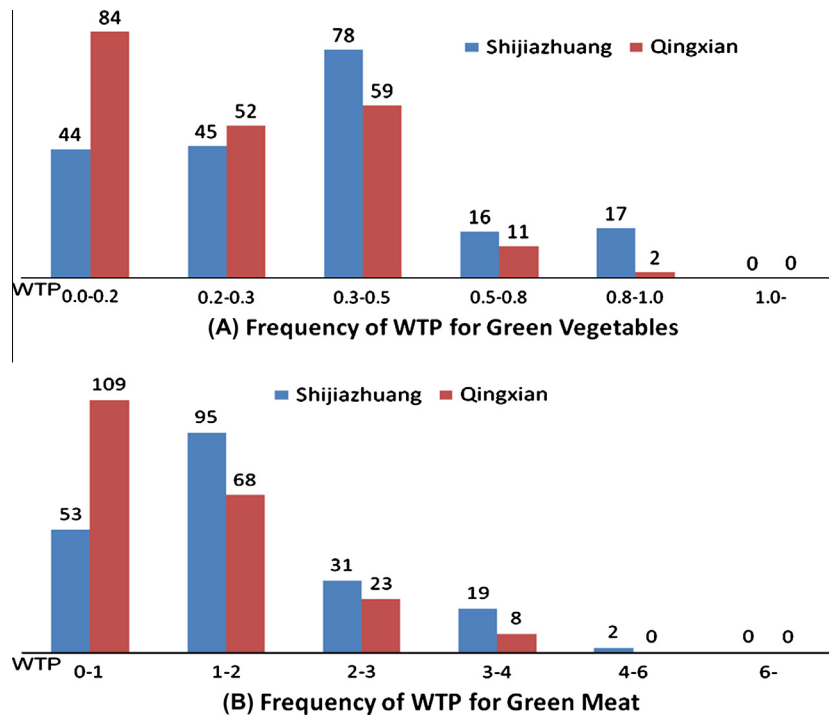 84
78
Shijiazhuang Qingxian
59
52
44 45
16 17
11
2
0 0
WTP 0.0-0.2 0.2-0.3 0.3-0.5 0.5-0.8 0.8-1.0 1.0-
(A) Frequency of WTP for Green Vegetables
109
Shijiazhuang Qingxian
95
68
53
31
23
19
8
2 0 0 0
WTP 0-1 1-2 2-3 3-4 4-6 6-
(B) Frequency of WTP for Green Meat